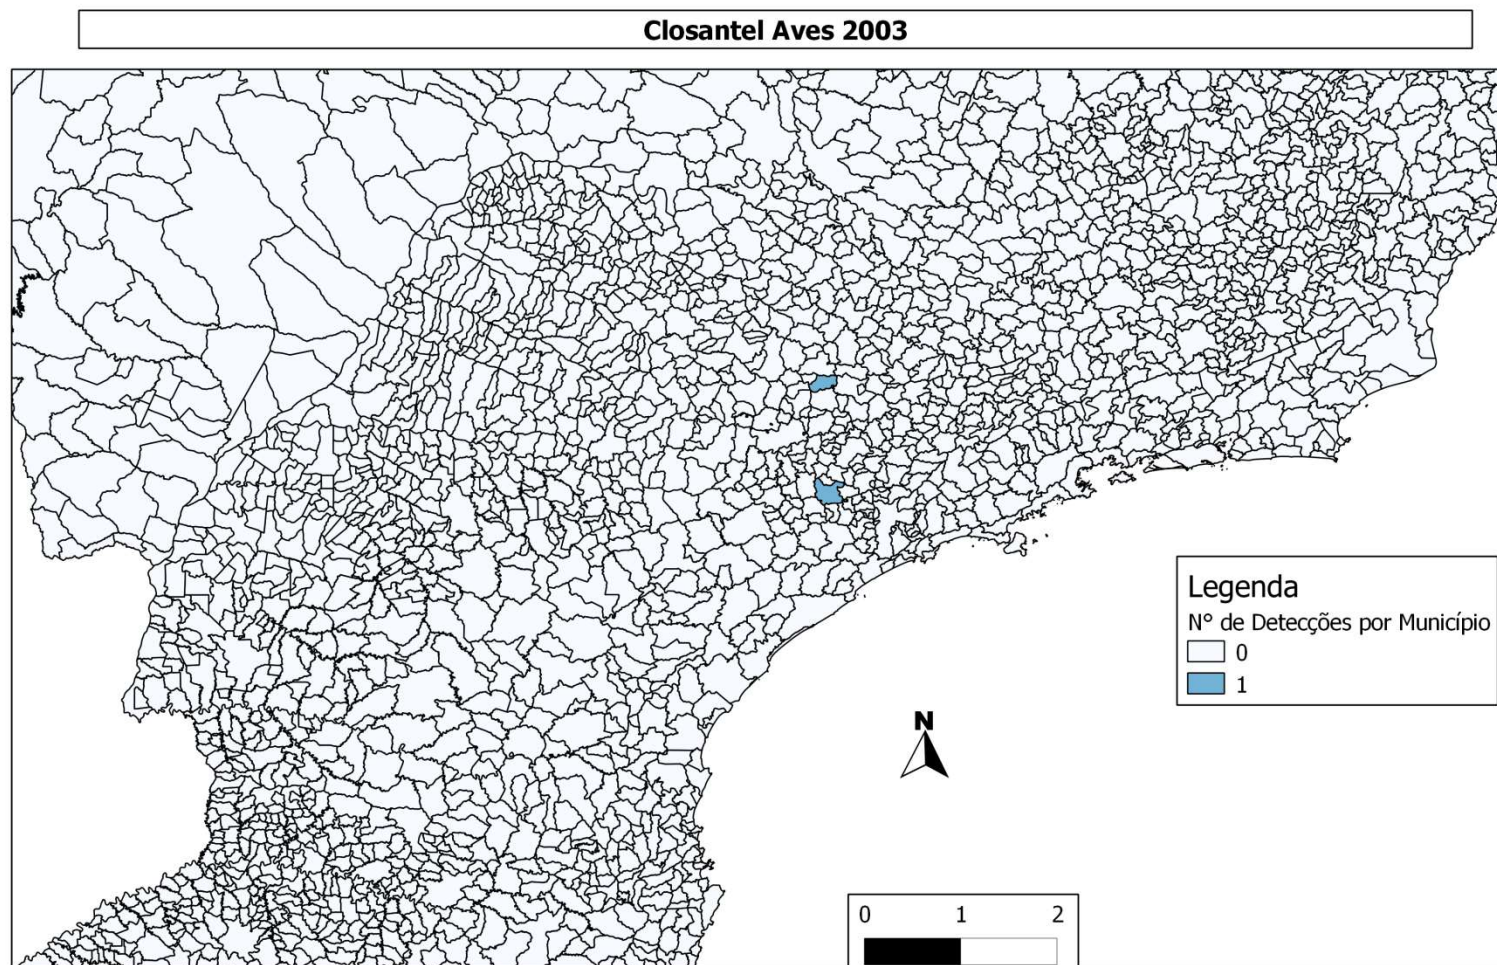 Closantel Aves 2003
Legenda
N° de Detecções por Município
0
1
N
0 1 2